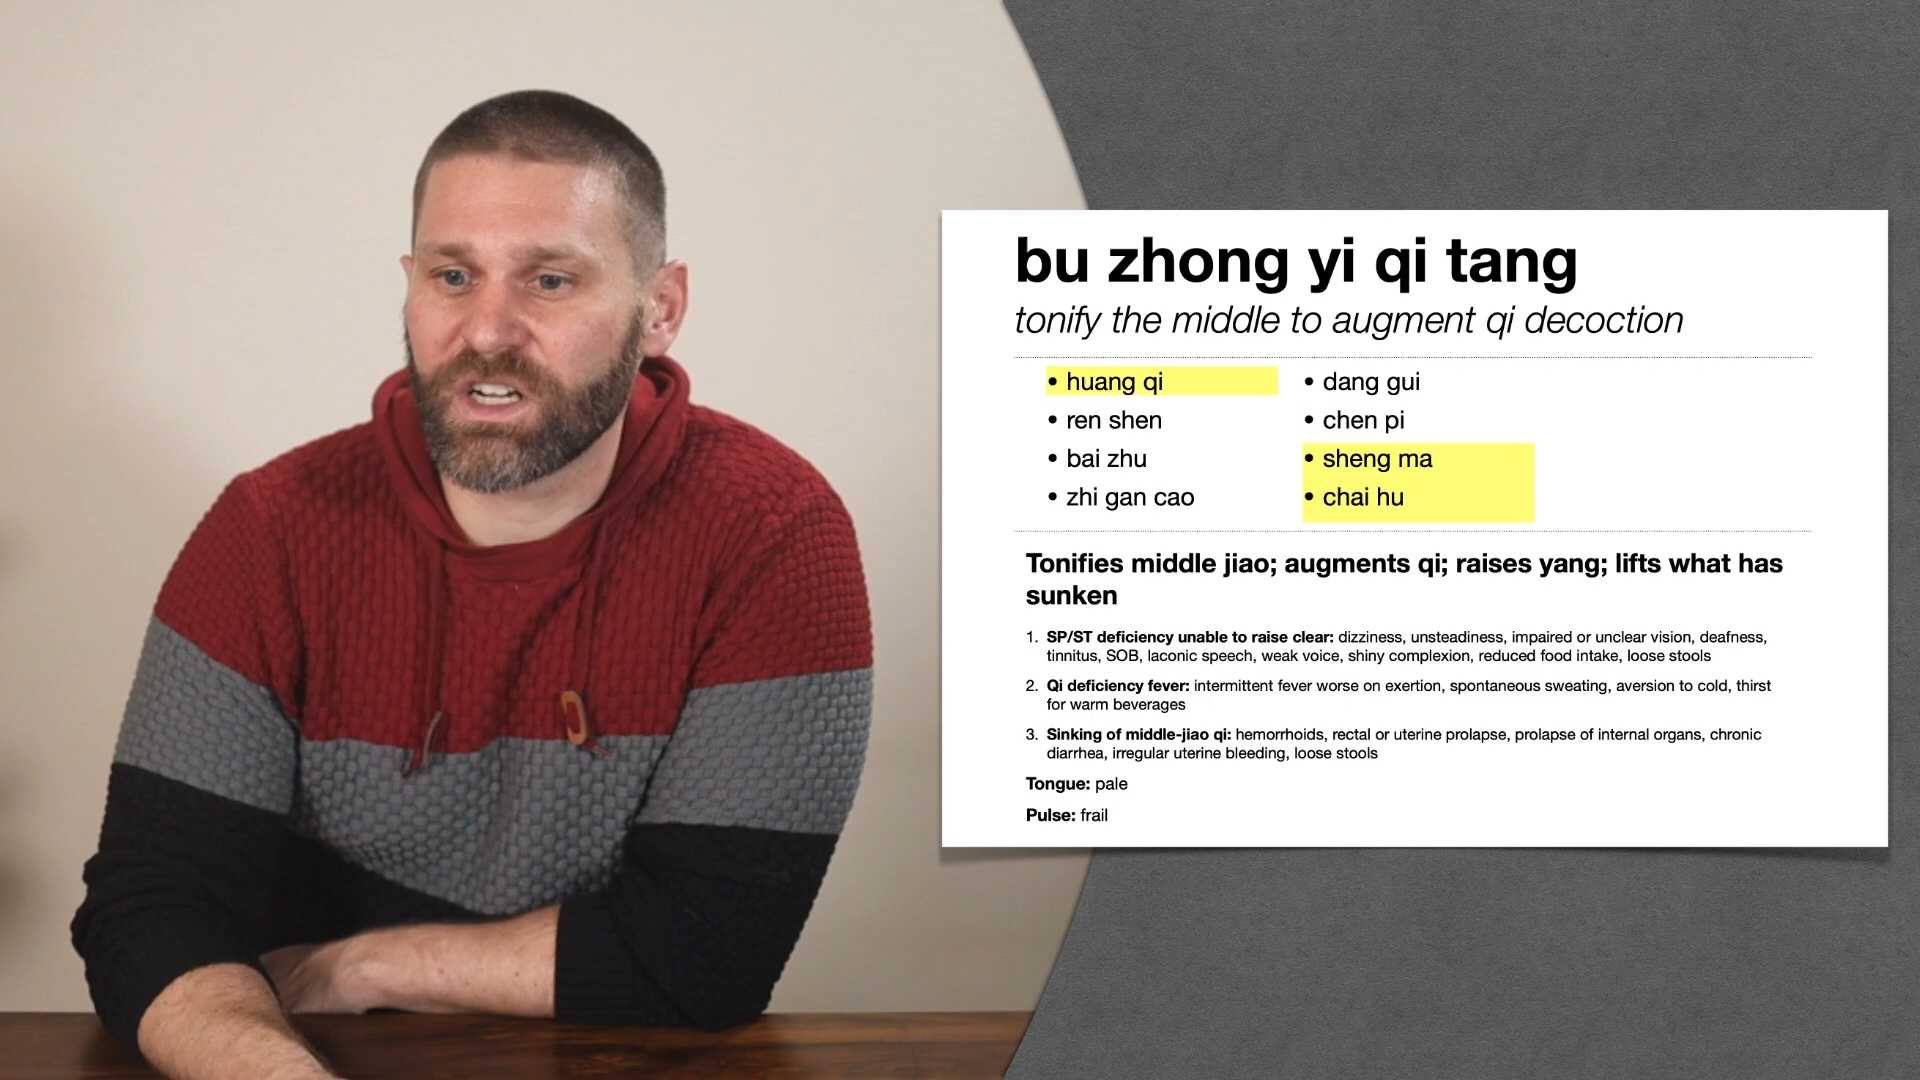 bu zhong yi qi tang
tonify the middle to augment qi decoction
• huang qi
• ren shen
• bai zhu
• zhi gan cao
• dang gui
• chen pi
• sheng ma
• chai hu
Tonifies middle jiao; augments qi; raises yang; lifts what has
sunken
1. SP/ST deficiency unable to raise clear: dizziness, unsteadiness, impaired or unclear vision, deafness,
tinnitus, SOB, laconic speech, weak voice, shiny complexion, reduced food intake, loose stools
2. Qi deficiency fever: intermittent fever worse on exertion, spontaneous sweating, aversion to cold, thirst
for warm beverages
3. Sinking of middle-jiao qi: hemorrhoids, rectal or uterine prolapse, prolapse of internal organs, chronic
diarrhea, irregular uterine bleeding, loose stools
Tongue: pale
Pulse: frail